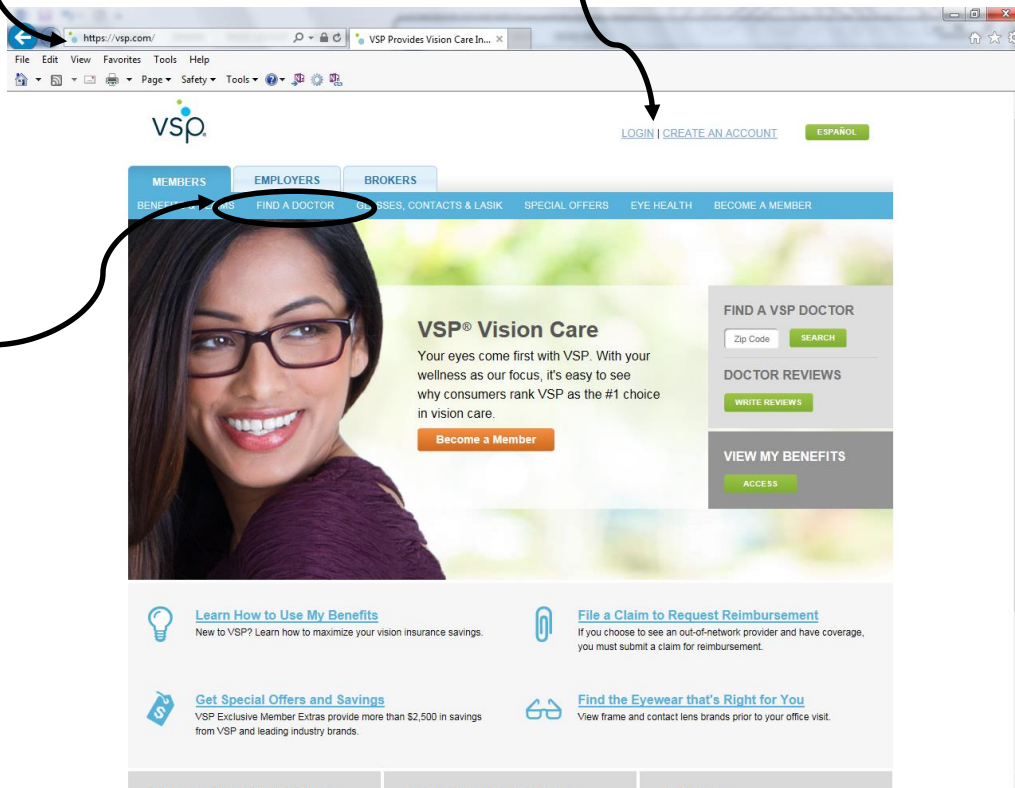 https://vsp.com/
VSP Provides Vision Care In...
File Edit View Favorites Tools Help
Page Safety Tools
vsp.
LOGIN | CREATE AN ACCOUNT
ESPAÑOL
MEMBERS
EMPLOYERS
BROKERS
FIND A DOCTOR
CONTACTS & LASIK
SPECIAL OFFERS
EYE HEALTH
BECOME A MEMBER
VSP® Vision Care
Your eyes come first with VSP. With your
wellness as our focus, it's easy to see
why consumers rank VSP as the #1 choice
in vision care.
Become a Member
FIND A VSP DOCTOR
Zip Code
SEARCH
DOCTOR REVIEWS
WRITE REVIEWS
VIEW MY BENEFITS
ACCESS
Learn How to Use My Benefits
New to VSP? Learn how to maximize your vision insurance savings.
File a Claim to Request Reimbursement
If you choose to see an out-of-network provider and have coverage,
you must submit a claim for reimbursement.
Get Special Offers and Savings
VSP Exclusive Member Extras provide more than $2,500 in savings
from VSP and leading industry brands.
Find the Eyewear that's Right for You
View frame and contact lens brands prior to your office visit.